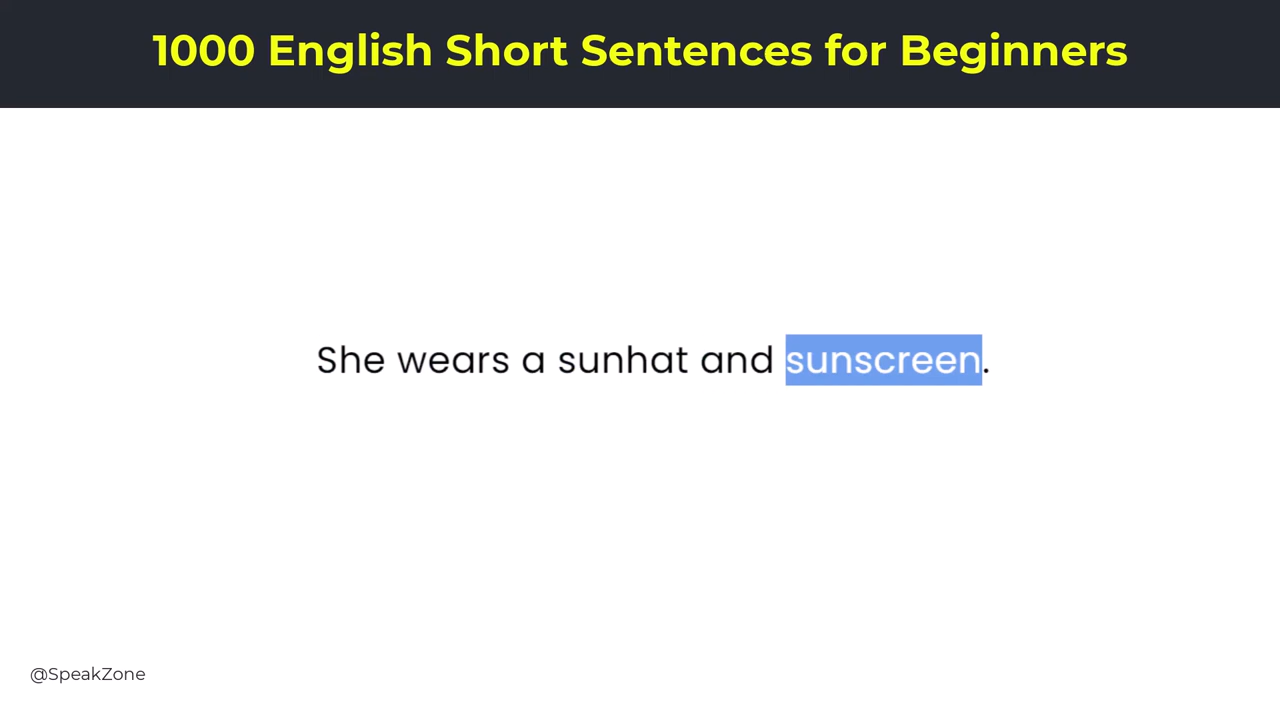 1000 English Short Sentences for Beginners
She wears a sunhat and sunscreen.
@SpeakZone